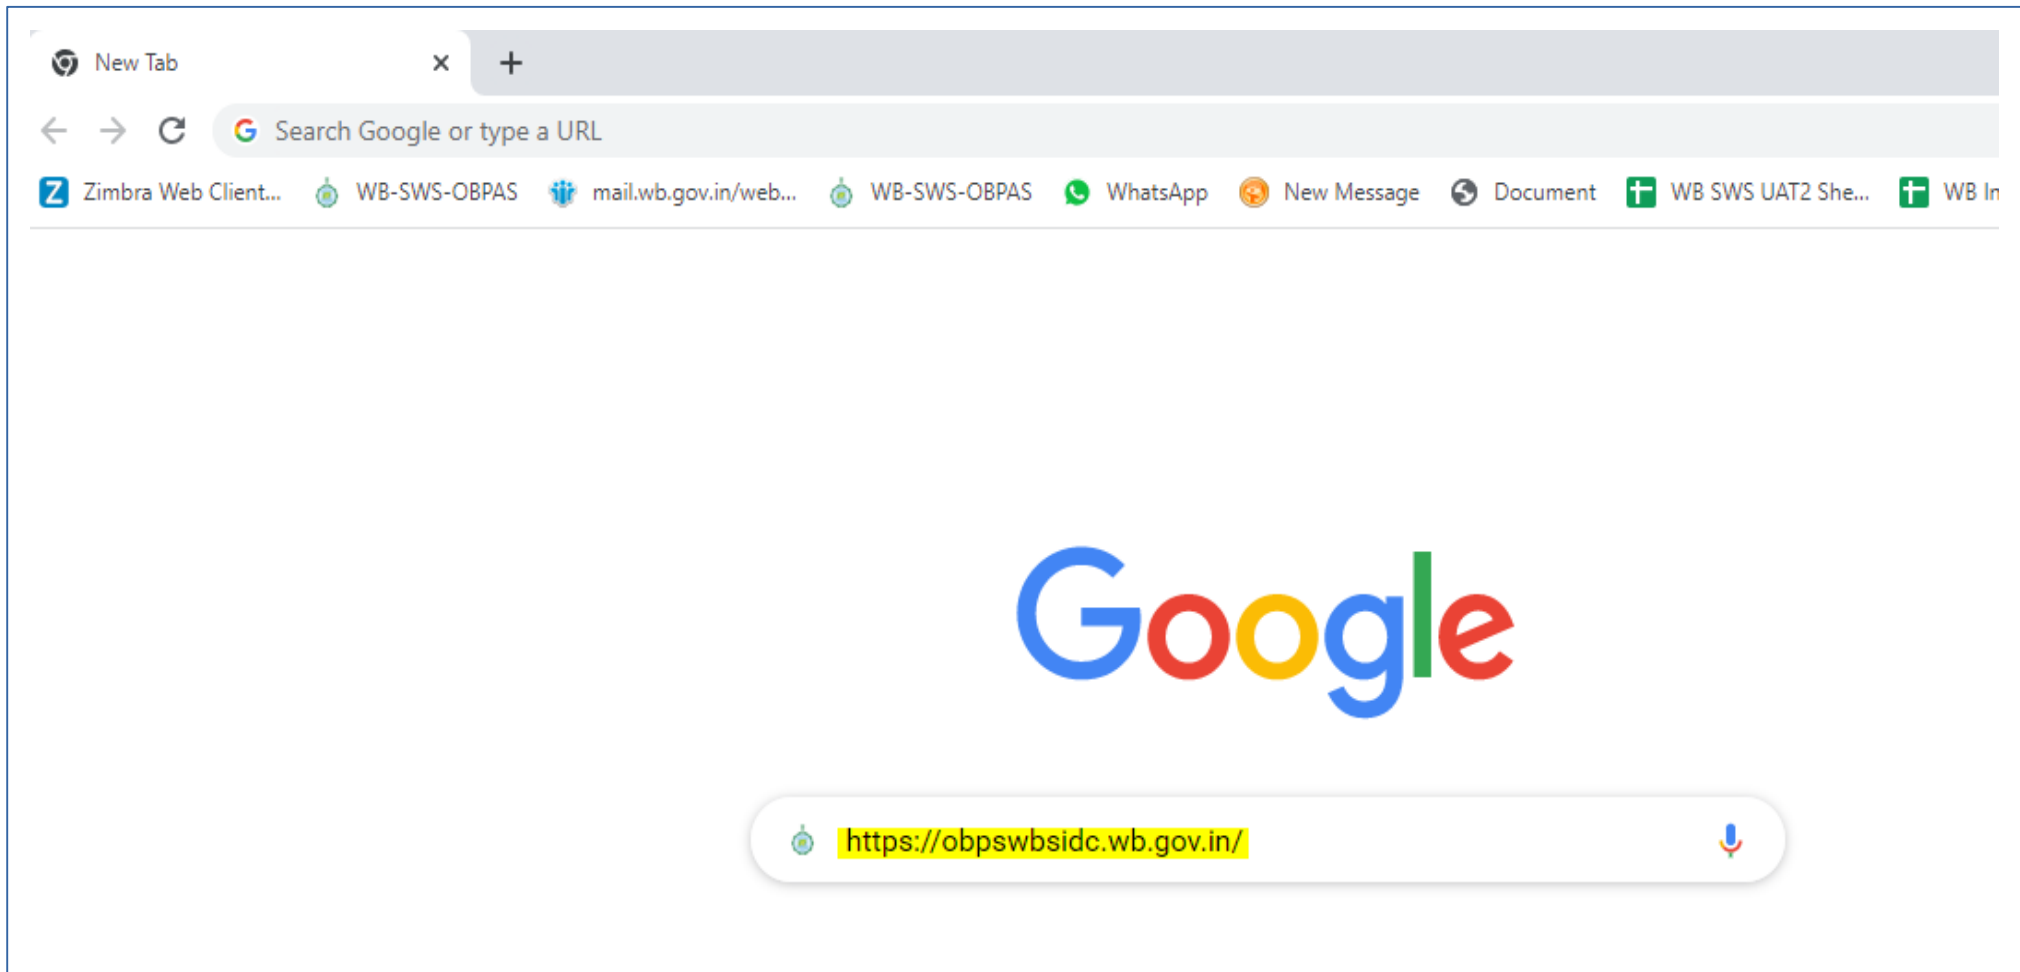 New Tab
Search Google or type a URL
Zimbra Web Client... WB-SWS-OBPAS mail.wb.gov.in/web... WB-SWS-OBPAS WhatsApp New Message Document WB SWS UAT2 She... WB In
Google
https://obpswbsidc.wb.gov.in/